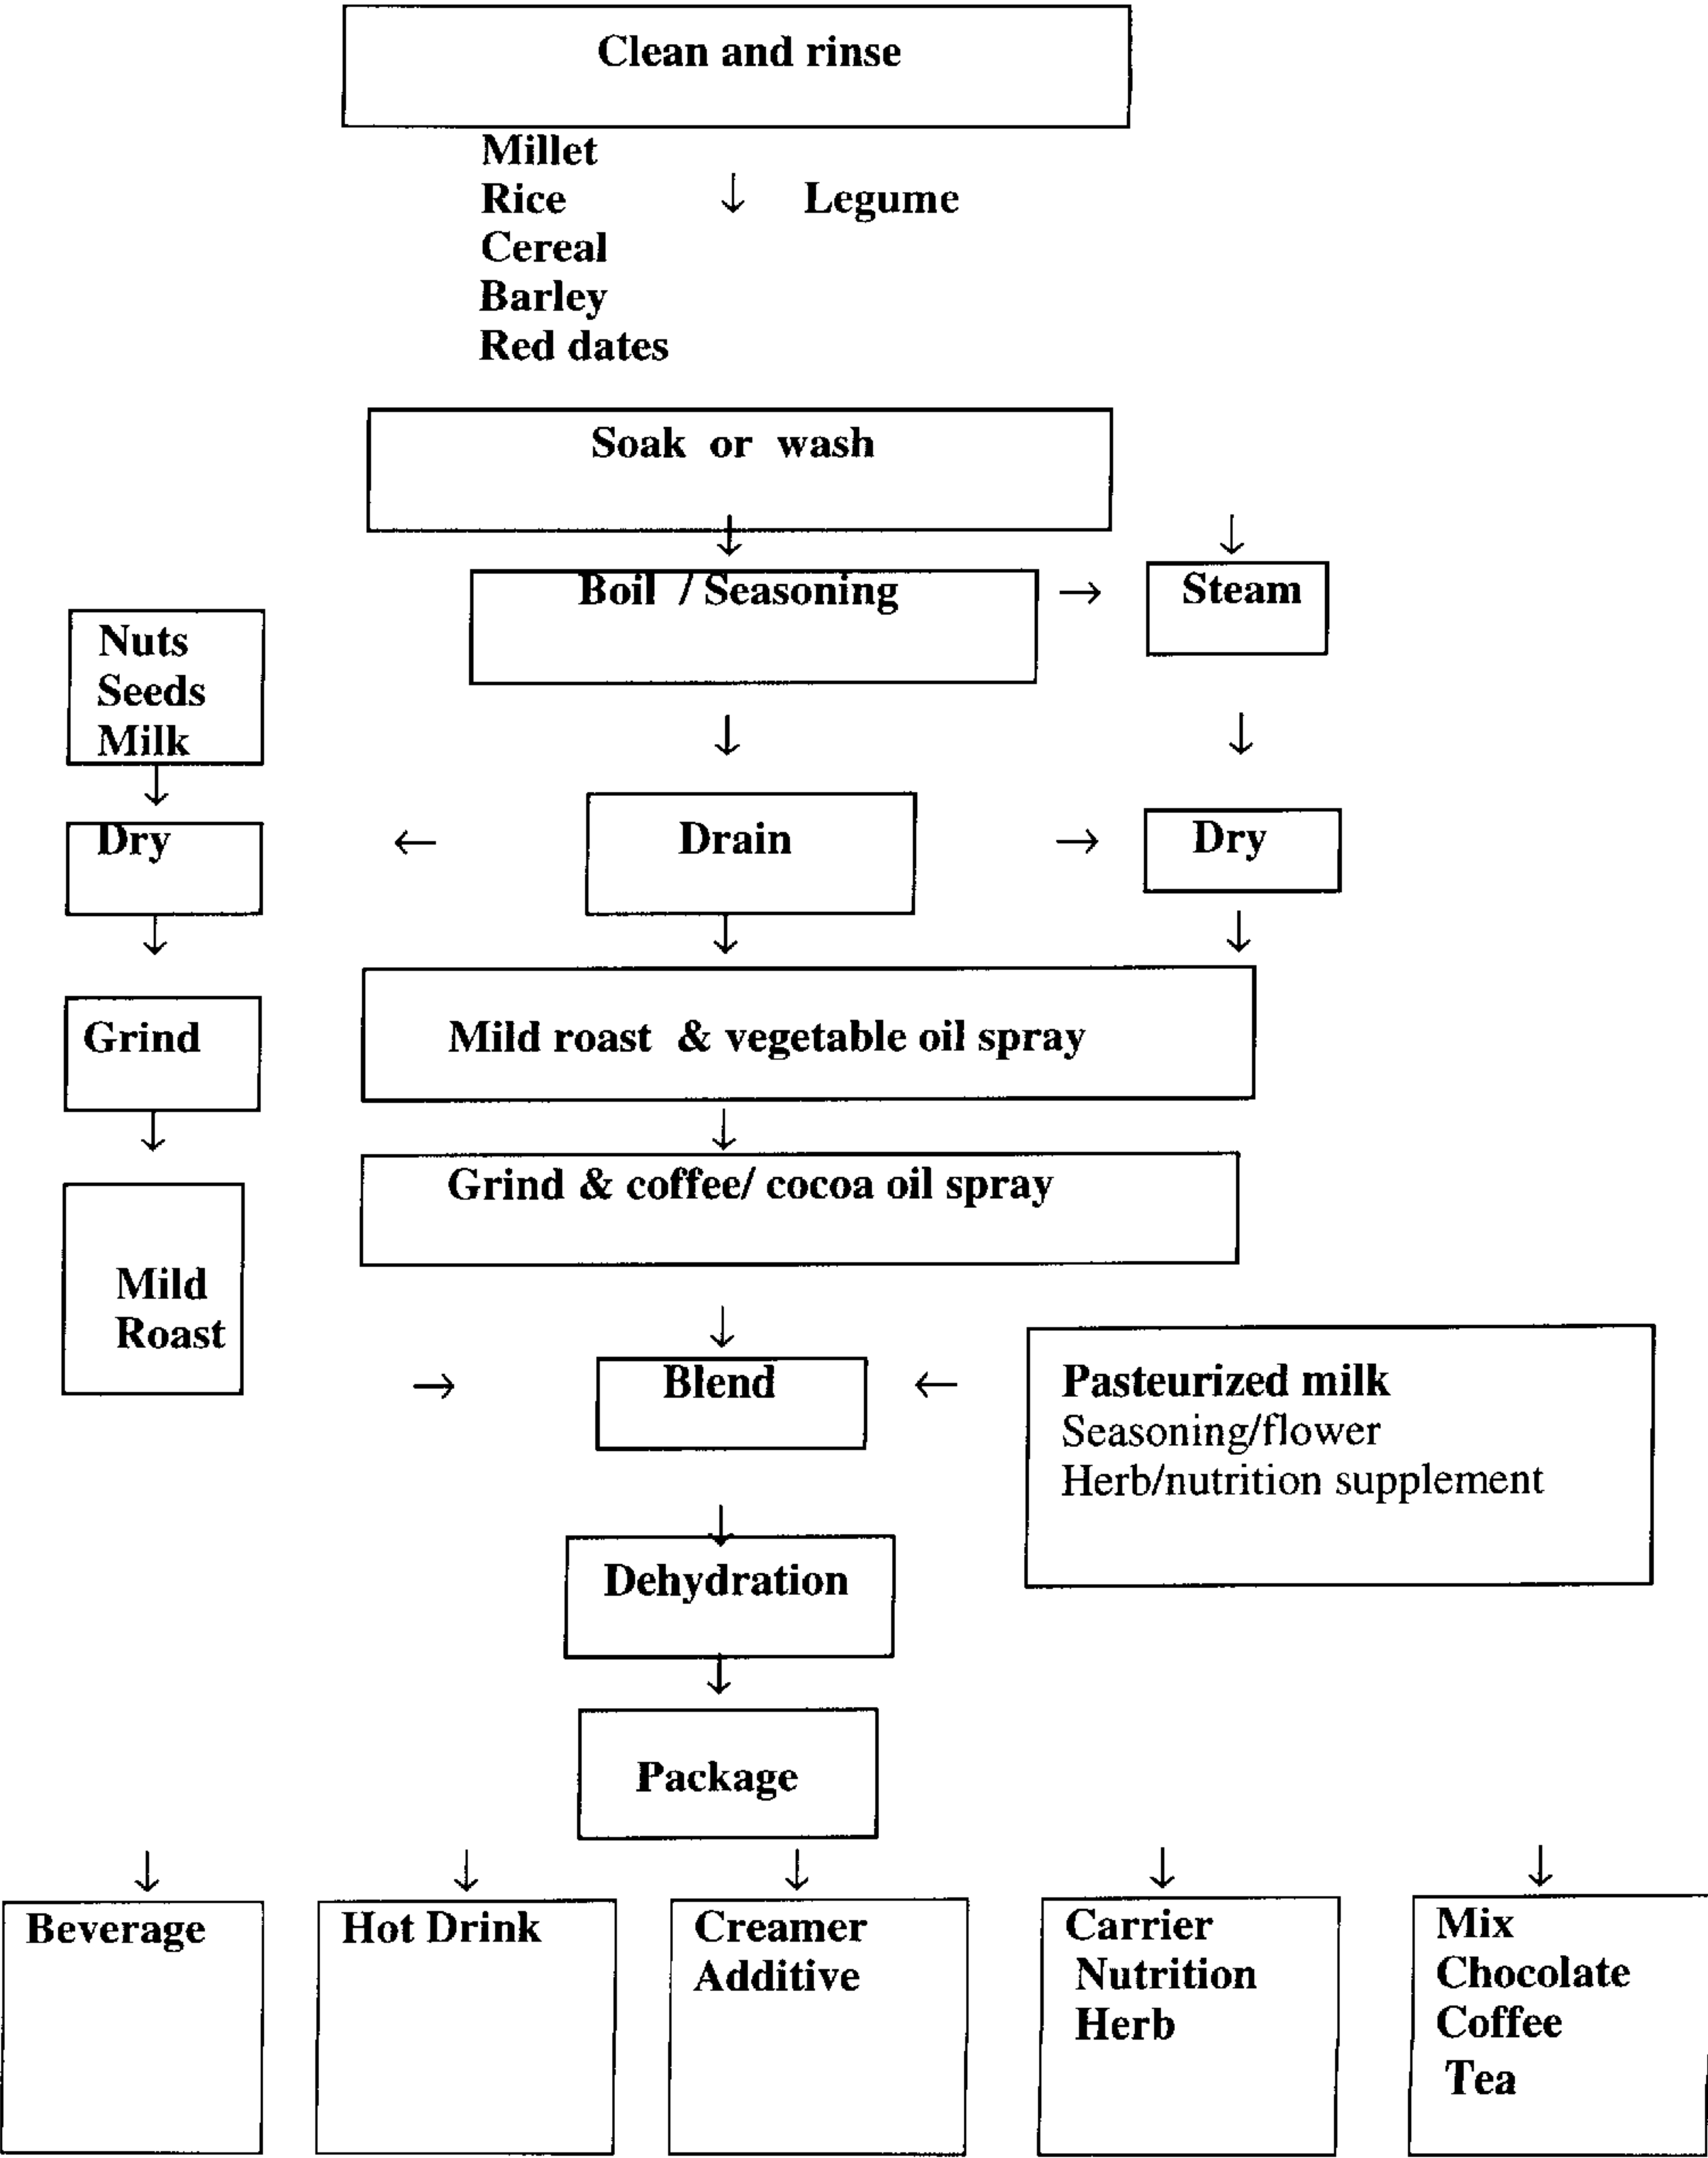 Clean and rinse
Millet
Rice ↓ Legume
Cereal
Barley
Red dates
Soak or wash
↓ ↓
Boil / Seasoning → Steam
Nuts
Seeds
Milk
↓ ↓
↓
Dry ← Drain → Dry
↓ ↓ ↓
Grind
Mild roast & vegetable oil spray
↓ ↓
Grind & coffee/ cocoa oil spray
Mild
Roast
↓
→ Blend ←
Pasteurized milk
Seasoning/flower
Herb/nutrition supplement
↓
Dehydration
↓
Package
↓ ↓ ↓ ↓ ↓
Beverage
Hot Drink
Creamer
Additive
Carrier
Nutrition
Herb
Mix
Chocolate
Coffee
Tea